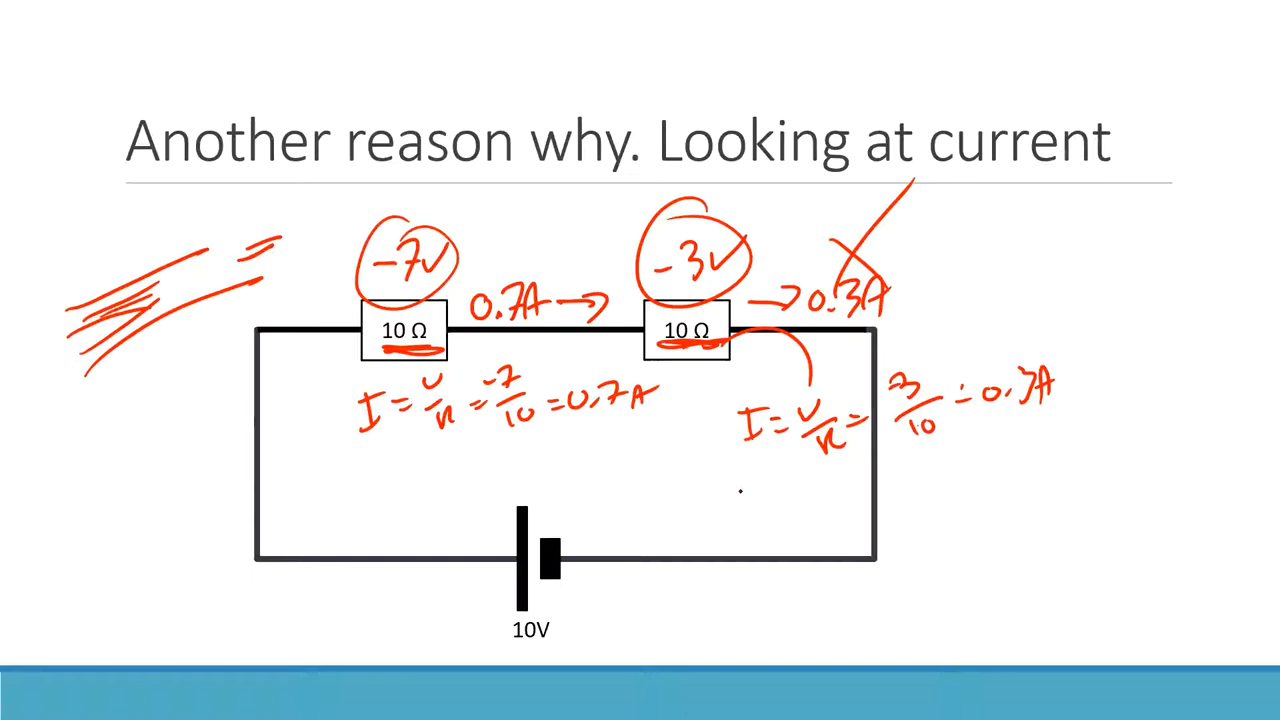 Another reason why. Looking at current
-7V
-3V
0.7A →
→ 0.3A
10 Ω
10 Ω
I = V/R = -7/10 = 0.7A
I = V/R = 3/10 = 0.3A
10V